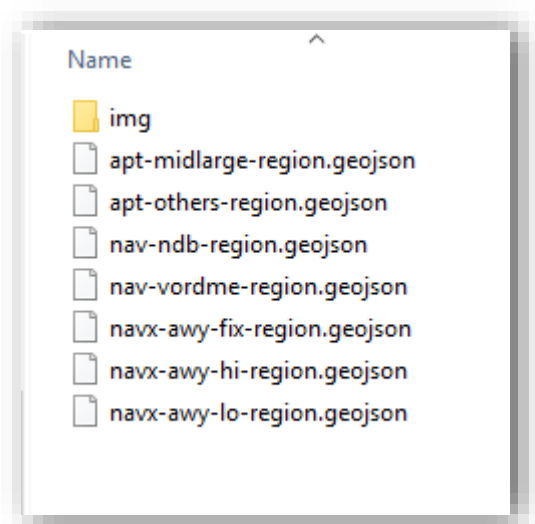 Name
img
apt-midlarge-region.geojson
apt-others-region.geojson
nav-ndb-region.geojson
nav-vordme-region.geojson
navx-awy-fix-region.geojson
navx-awy-hi-region.geojson
navx-awy-lo-region.geojson